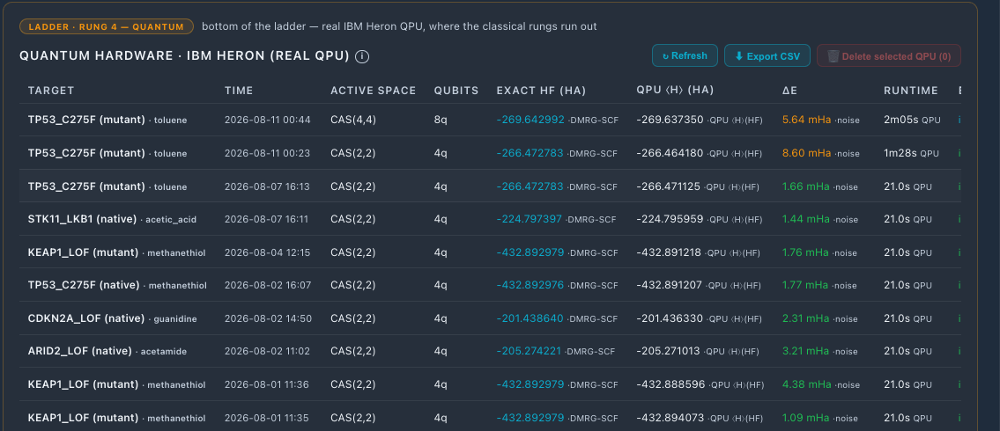 LADDER · RUNG 4 — QUANTUM bottom of the ladder — real IBM Heron QPU, where the classical rungs run out
QUANTUM HARDWARE · IBM HERON (REAL QPU) i ↻ Refresh ⬇ Export CSV 🗑 Delete selected QPU (0)
TARGET TIME ACTIVE SPACE QUBITS EXACT HF (HA) QPU ⟨H⟩ (HA) ΔE RUNTIME
TP53_C275F (mutant) · toluene 2026-08-11 00:44 CAS(4,4) 8q -269.642992 ·DMRG-SCF -269.637350 ·QPU ⟨H⟩(HF) 5.64 mHa ·noise 2m05s QPU
TP53_C275F (mutant) · toluene 2026-08-11 00:23 CAS(2,2) 4q -266.472783 ·DMRG-SCF -266.464180 ·QPU ⟨H⟩(HF) 8.60 mHa ·noise 1m28s QPU
TP53_C275F (mutant) · toluene 2026-08-07 16:13 CAS(2,2) 4q -266.472783 ·DMRG-SCF -266.471125 ·QPU ⟨H⟩(HF) 1.66 mHa ·noise 21.0s QPU
STK11_LKB1 (native) · acetic_acid 2026-08-07 16:11 CAS(2,2) 4q -224.797397 ·DMRG-SCF -224.795959 ·QPU ⟨H⟩(HF) 1.44 mHa ·noise 21.0s QPU
KEAP1_LOF (mutant) · methanethiol 2026-08-04 12:15 CAS(2,2) 4q -432.892979 ·DMRG-SCF -432.891218 ·QPU ⟨H⟩(HF) 1.76 mHa ·noise 21.0s QPU
TP53_C275F (native) · methanethiol 2026-08-02 16:07 CAS(2,2) 4q -432.892976 ·DMRG-SCF -432.891207 ·QPU ⟨H⟩(HF) 1.77 mHa ·noise 21.0s QPU
CDKN2A_LOF (native) · guanidine 2026-08-02 14:50 CAS(2,2) 4q -201.438640 ·DMRG-SCF -201.436330 ·QPU ⟨H⟩(HF) 2.31 mHa ·noise 21.0s QPU
ARID2_LOF (native) · acetamide 2026-08-02 11:02 CAS(2,2) 4q -205.274221 ·DMRG-SCF -205.271013 ·QPU ⟨H⟩(HF) 3.21 mHa ·noise 21.0s QPU
KEAP1_LOF (mutant) · methanethiol 2026-08-01 11:36 CAS(2,2) 4q -432.892979 ·DMRG-SCF -432.888596 ·QPU ⟨H⟩(HF) 4.38 mHa ·noise 21.0s QPU
KEAP1_LOF (mutant) · methanethiol 2026-08-01 11:35 CAS(2,2) 4q -432.892979 ·DMRG-SCF -432.894073 ·QPU ⟨H⟩(HF) 1.09 mHa ·noise 21.0s QPU